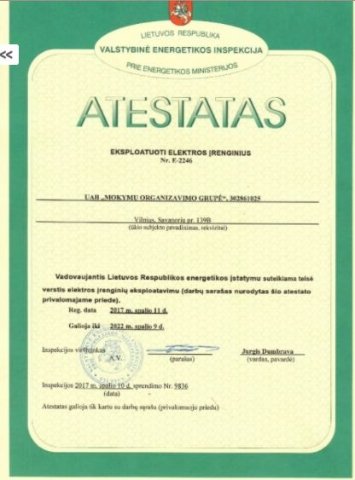 <<
LIETUVOS RESPUBLIKA
VALSTYBINĖ ENERGETIKOS INSPEKCIJA
PRIE ENERGETIKOS MINISTERIJOS
ATESTATAS
EKSPLOATUOTI ELEKTROS ĮRENGINIUS
Nr. E-2246
UAB „MOKYMŲ ORGANIZAVIMO GRUPĖ", 302861025
Vilnius, Savanorių pr. 139B
(ūkio subjekto pavadinimas, rekvizitai)
Vadovaujantis Lietuvos Respublikos energetikos įstatymu suteikiama teisė
verstis elektros įrenginių eksploatavimu (darbų sąrašas nurodytas šio atestato
privalomajame priede).
Reg. data 2017 m. spalio 11 d.
Galioja iki 2022 m. spalio 9 d.
Inspekcijos viršininkas Jurgis Dumbrava
A.V. (parašas) (vardas, pavardė)
Inspekcijos 2017 m. spalio 10 d. sprendimo Nr. 9836
(data)
Atestatas galioja tik kartu su darbų sąrašu (privalomuoju priedu)